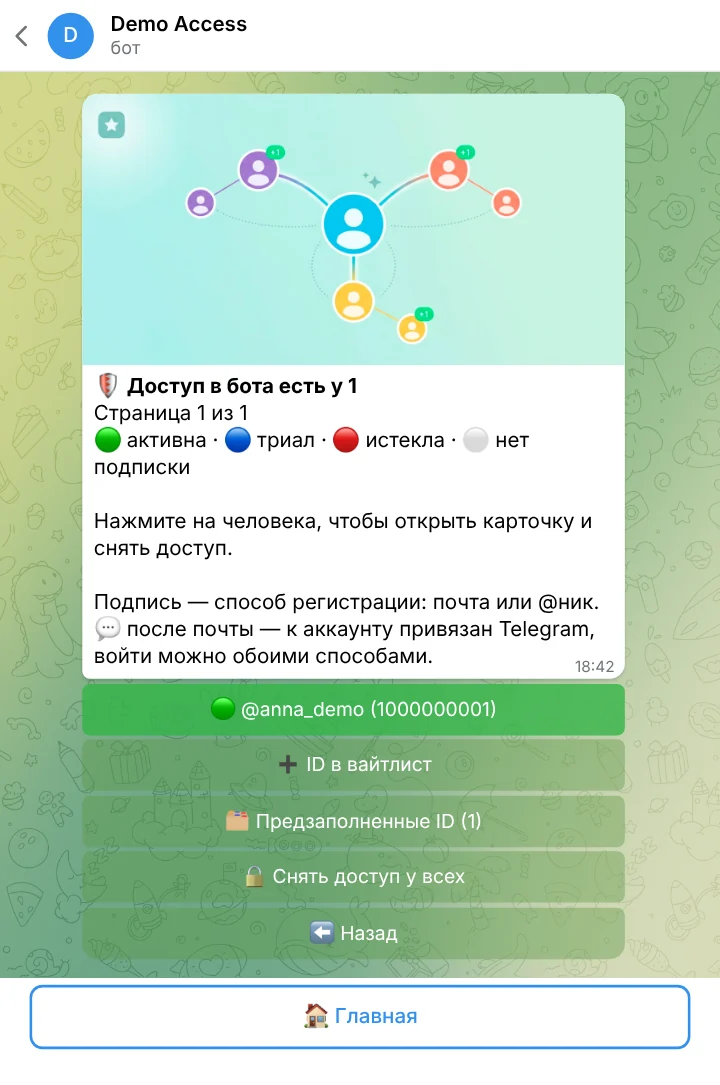 D
Demo Access
бот
+1
+1
+1
Доступ в бота есть у 1
Страница 1 из 1
активна · триал · истекла · нет
подписки
Нажмите на человека, чтобы открыть карточку и
снять доступ.
Подпись — способ регистрации: почта или @ник.
💬 после почты — к аккаунту привязан Telegram,
войти можно обоими способами.
18:42
@anna_demo (1000000001)
➕ ID в вайтлист
Предзаполненные ID (1)
Снять доступ у всех
Назад
Главная